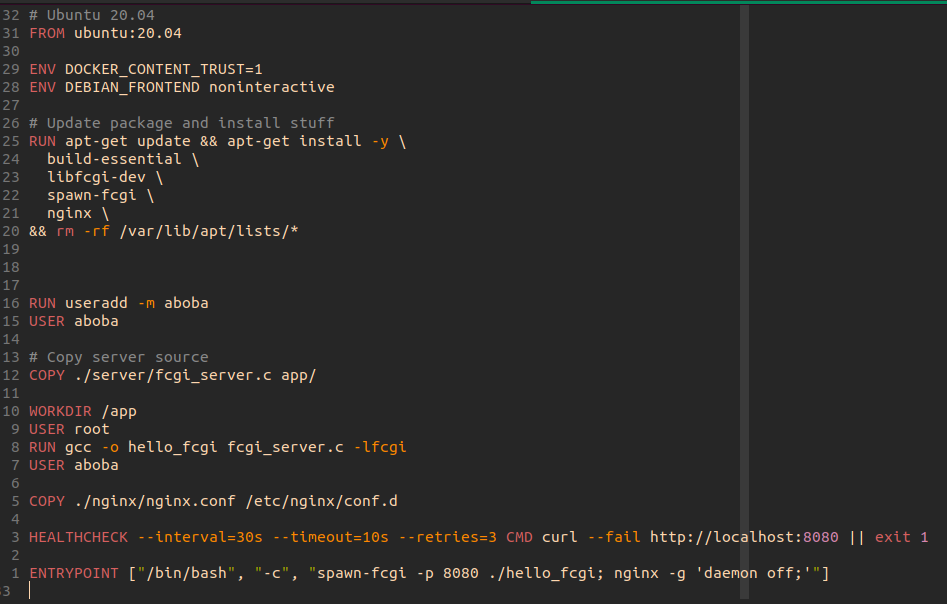 32 # Ubuntu 20.04
31 FROM ubuntu:20.04
30
29 ENV DOCKER_CONTENT_TRUST=1
28 ENV DEBIAN_FRONTEND noninteractive
27
26 # Update package and install stuff
25 RUN apt-get update && apt-get install -y \
24   build-essential \
23   libfcgi-dev \
22   spawn-fcgi \
21   nginx \
20 && rm -rf /var/lib/apt/lists/*
19
18
17
16 RUN useradd -m aboba
15 USER aboba
14
13 # Copy server source
12 COPY ./server/fcgi_server.c app/
11
10 WORKDIR /app
9 USER root
8 RUN gcc -o hello_fcgi fcgi_server.c -lfcgi
7 USER aboba
6
5 COPY ./nginx/nginx.conf /etc/nginx/conf.d
4
3 HEALTHCHECK --interval=30s --timeout=10s --retries=3 CMD curl --fail http://localhost:8080 || exit 1
2
1 ENTRYPOINT ["/bin/bash", "-c", "spawn-fcgi -p 8080 ./hello_fcgi; nginx -g 'daemon off;'"]